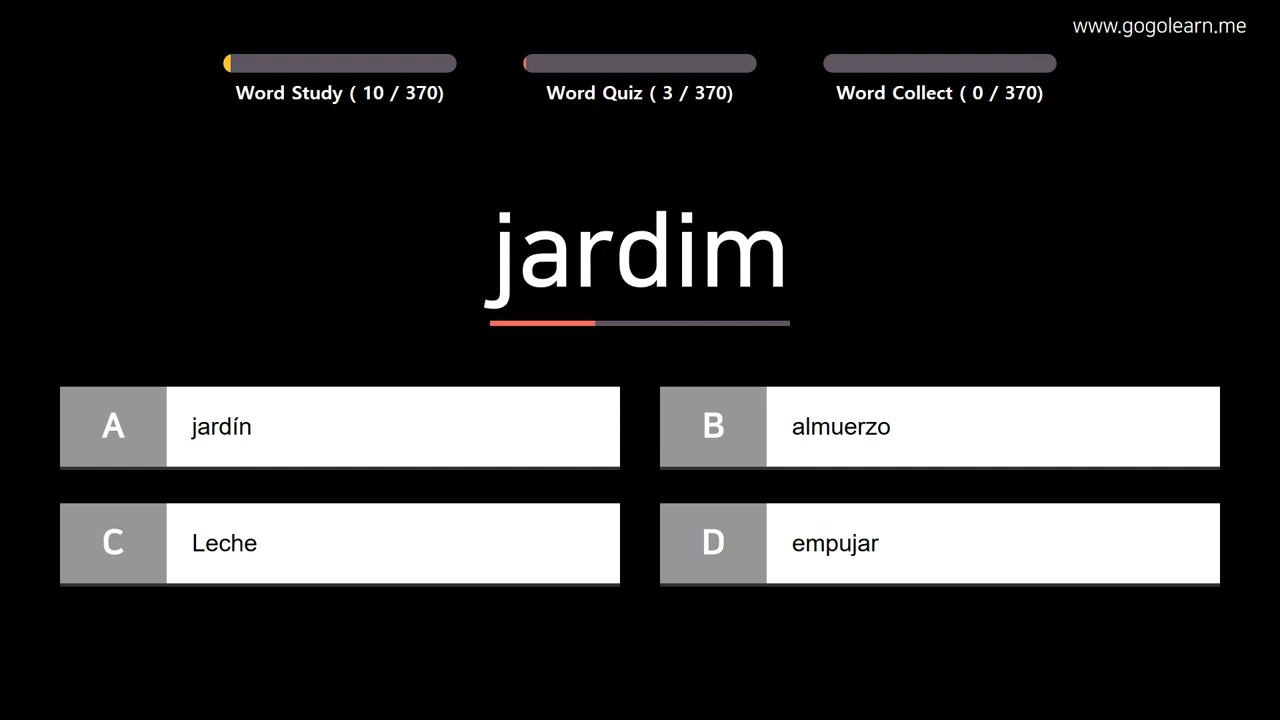 www.gogolearn.me
Word Study ( 10 / 370)
Word Quiz ( 3 / 370)
Word Collect ( 0 / 370)
jardim
A jardín
B almuerzo
C Leche
D empujar